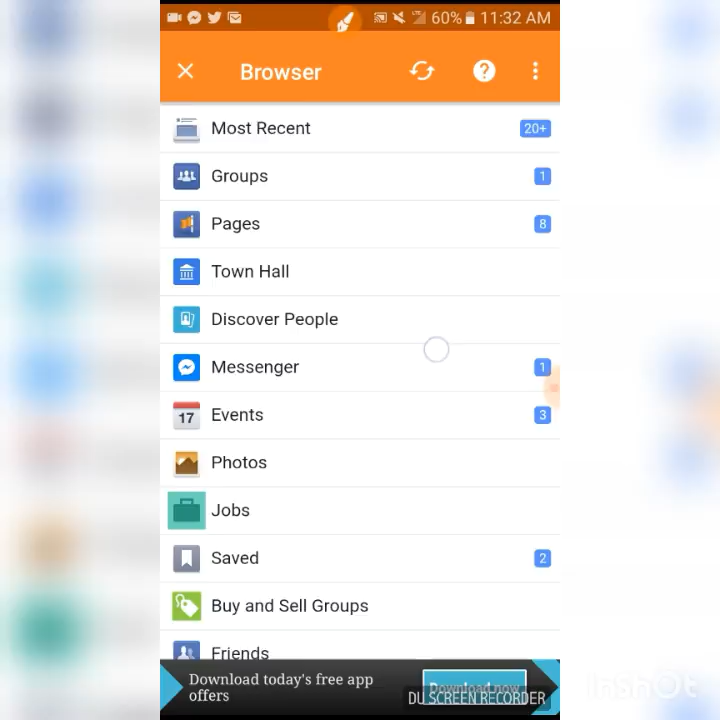 60% 11:32 AM
Browser
Most Recent 20+
Groups 1
Pages 8
Town Hall
Discover People
Messenger 1
17 Events 3
Photos
Jobs
Saved 2
Buy and Sell Groups
Friends
Download today's free app
offers
Download now
DU SCREEN RECORDER
InShOt